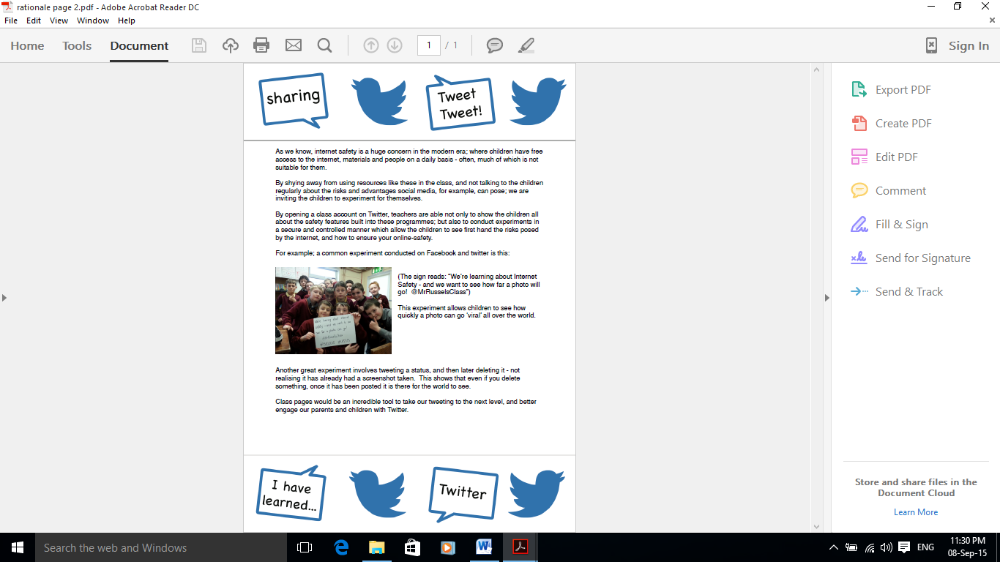 rationale page 2.pdf - Adobe Acrobat Reader DC
File Edit View Window Help
Home Tools Document 1 / 1 Sign In
sharing
Tweet
Tweet!
As we know, internet safety is a huge concern in the modern era; where children have free
access to the internet, materials and people on a daily basis - often, much of which is not
suitable for them.
By shying away from using resources like these in the class, and not talking to the children
regularly about the risks and advantages social media, for example, can pose; we are
inviting the children to experiment for themselves.
By opening a class account on Twitter, teachers are able not only to show the children all
about the safety features built into these programmes; but also to conduct experiments in
a secure and controlled manner which allow the children to see first hand the risks posed
by the internet, and how to ensure your online-safety.
For example; a common experiment conducted on Facebook and twitter is this:
(The sign reads: "We're learning about Internet
Safety - and we want to see how far a photo will
go! @MrRusselsClass")
This experiment allows children to see how
quickly a photo can go 'viral' all over the world.
Another great experiment involves tweeting a status, and then later deleting it - not
realising it has already had a screenshot taken. This shows that even if you delete
something, once it has been posted it is there for the world to see.
Class pages would be an incredible tool to take our tweeting to the next level, and better
engage our parents and children with Twitter.
I have
learned...
Twitter
Export PDF
Create PDF
Edit PDF
Comment
Fill & Sign
Send for Signature
Send & Track
Store and share files in the
Document Cloud
Learn More
Search the web and Windows
ENG
11:30 PM
08-Sep-15